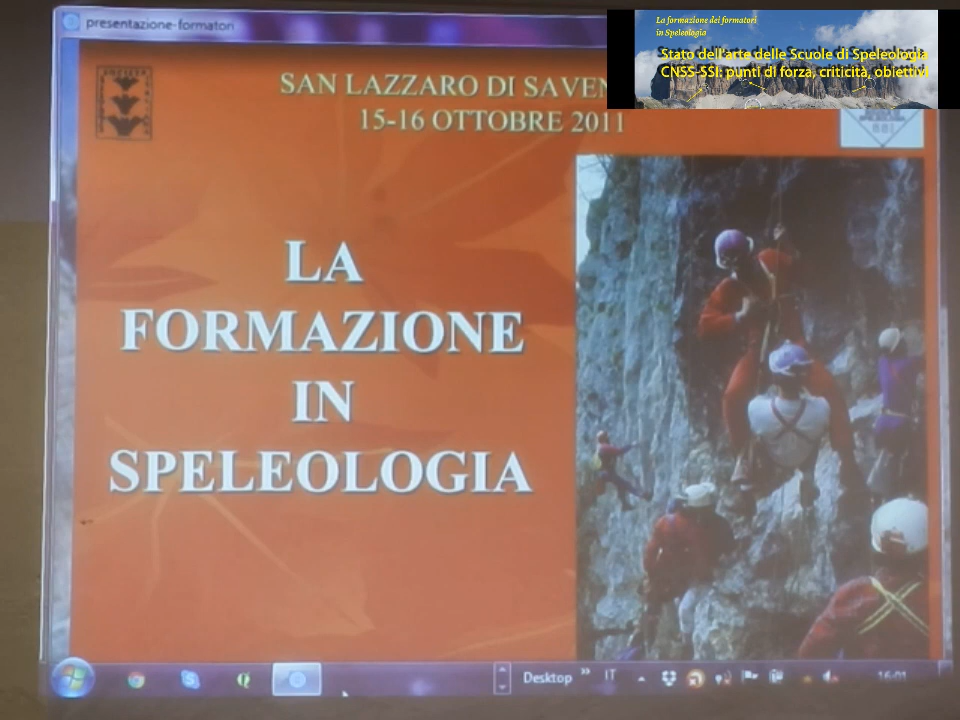 presentazione-formatori
La formazione dei formatori
in Speleologia
Stato dell'arte delle Scuole di Speleologia
CNSS-SSI: punti di forza, criticità, obiettivi
SAN LAZZARO DI SAVEN
15-16 OTTOBRE 2011
LA
FORMAZIONE
IN
SPELEOLOGIA
Desktop
IT
16:01